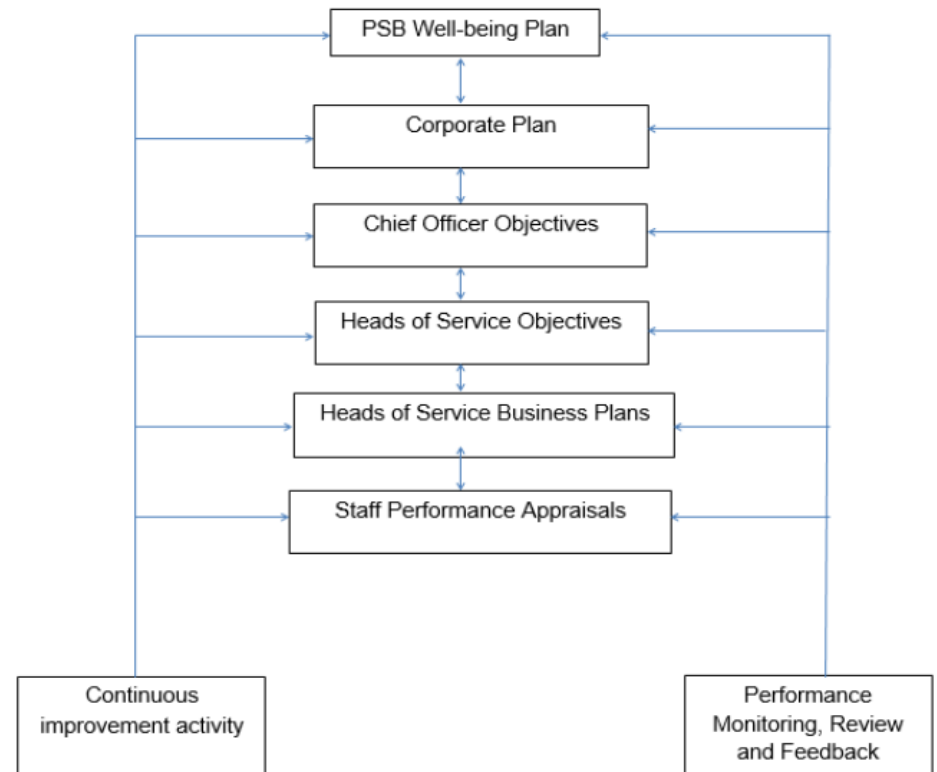 PSB Well-being Plan
Corporate Plan
Chief Officer Objectives
Heads of Service Objectives
Heads of Service Business Plans
Staff Performance Appraisals
Continuous
improvement activity
Performance
Monitoring, Review
and Feedback